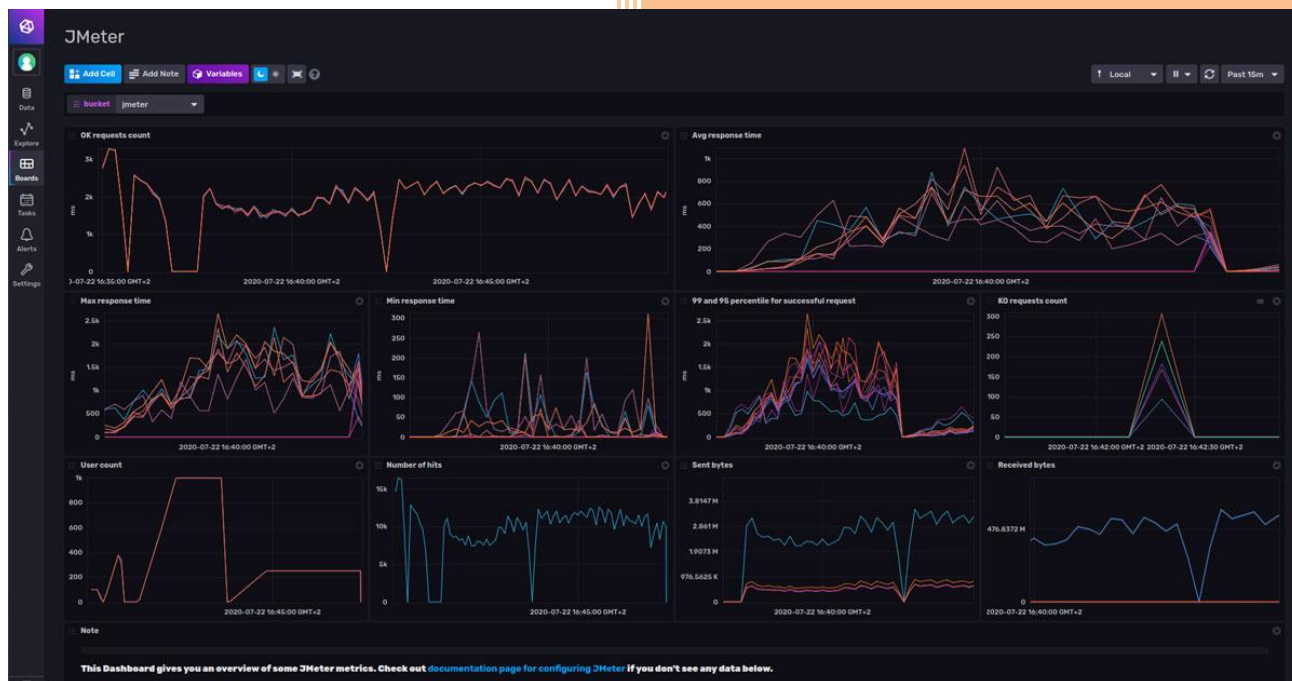 JMeter
Add Cell Add Note Variables Local Past 15m
Data
bucket jmeter
Explore
Boards
Tasks
Alerts
Settings
OK requests count
3k
2k
1k
0
ms
0-07-22 16:35:00 GMT+2 2020-07-22 16:40:00 GMT+2 2020-07-22 16:45:00 GMT+2
Avg response time
1k
800
600
400
200
0
ms
2020-07-22 16:40:00 GMT+2
Max response time
2.5k
2k
1.5k
1k
500
0
ms
2020-07-22 16:40:00 GMT+2
Min response time
300
250
200
150
100
50
0
ms
2020-07-22 16:40:00 GMT+2
99 and 95 percentile for successful request
2.5k
2k
1.5k
1k
500
0
ms
2020-07-22 16:40:00 GMT+2
KO requests count
300
250
200
150
100
50
0
2020-07-22 16:42:00 GMT+2 2020-07-22 16:42:30 GMT+2
User count
1k
800
600
400
200
0
2020-07-22 16:45:00 GMT+2
Number of hits
15k
10k
5k
0
2020-07-22 16:45:00 GMT+2
Sent bytes
3.8147 M
2.861 M
1.9073 M
976.5625 K
0
2020-07-22 16:40:00 GMT+2
Received bytes
476.8372 M
0
2020-07-22 16:40:00 GMT+2
Note
This Dashboard gives you an overview of some JMeter metrics. Check out documentation page for configuring JMeter if you don't see any data below.